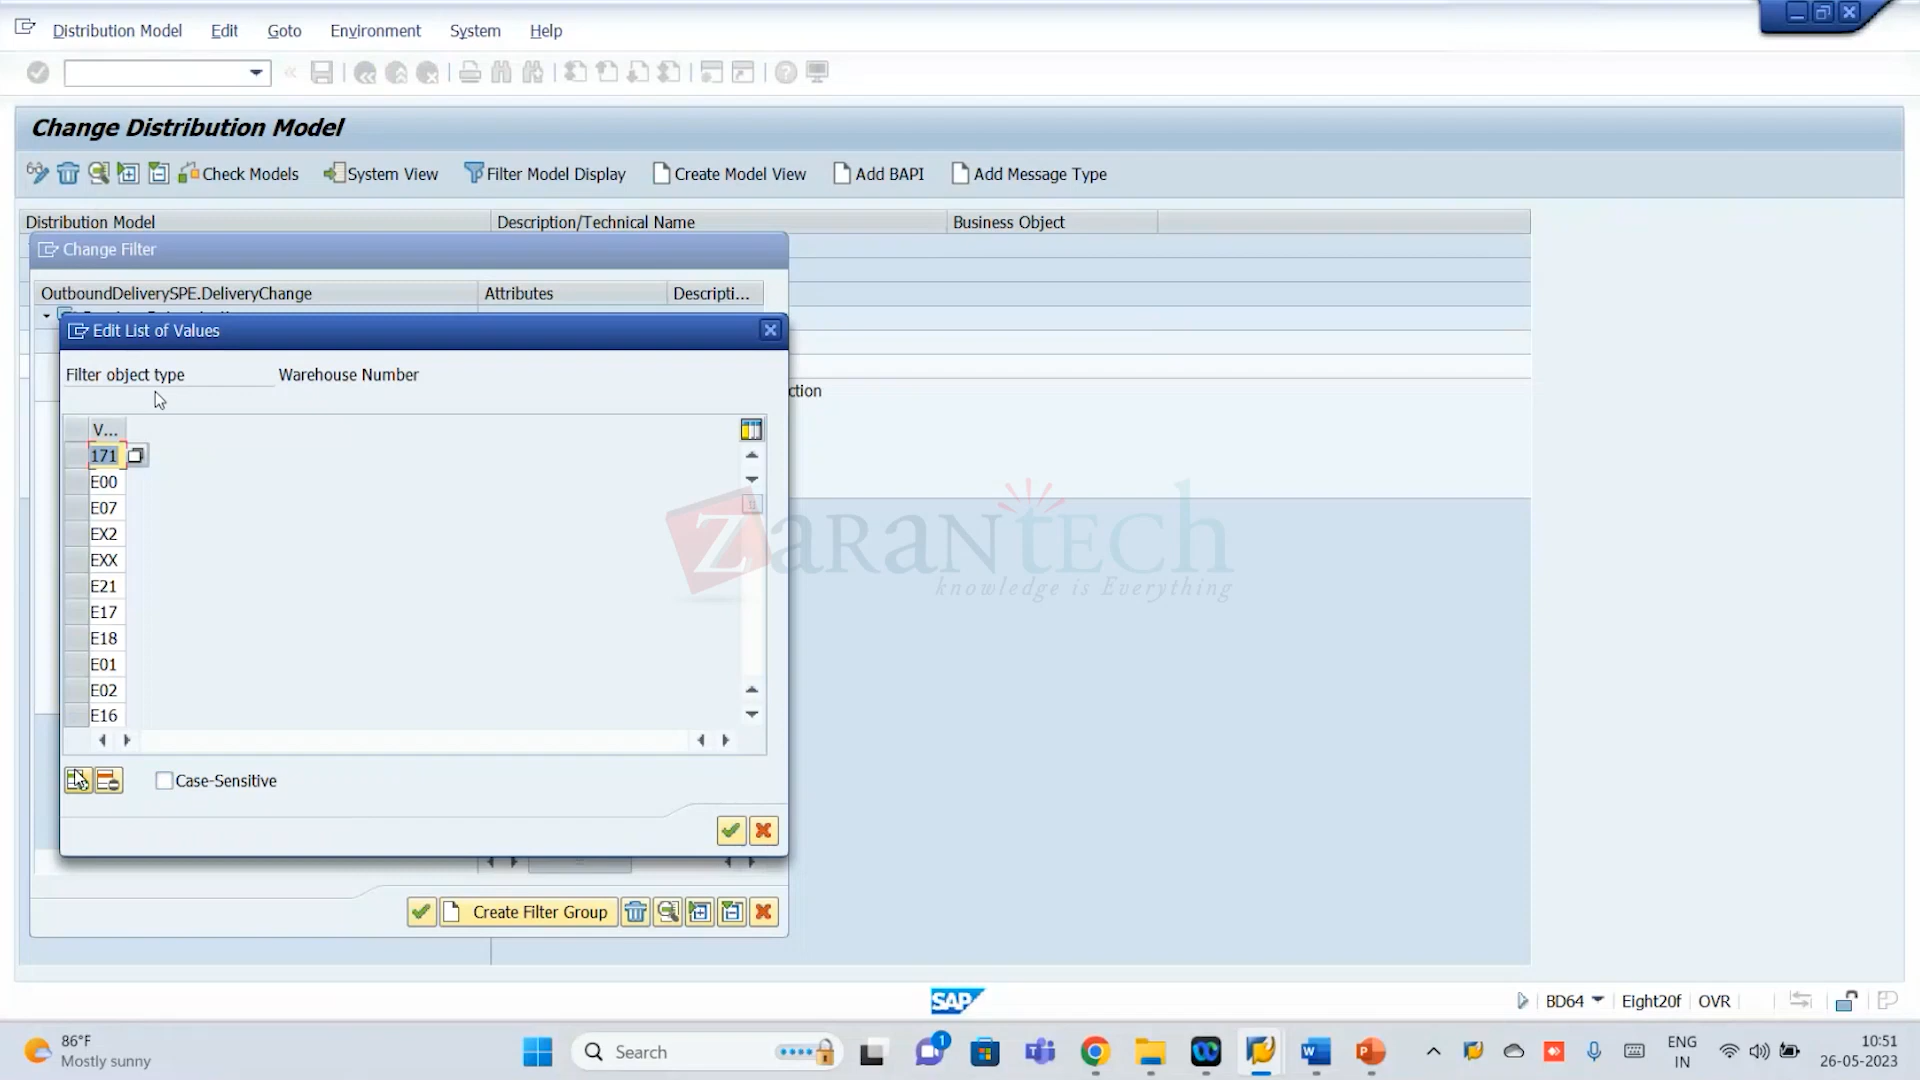 Distribution Model Edit Goto Environment System Help
Change Distribution Model
Check Models System View Filter Model Display Create Model View Add BAPI Add Message Type
Distribution Model Description/Technical Name Business Object
Change Filter
OutboundDeliverySPE.DeliveryChange Attributes Descripti...
Edit List of Values
Filter object type Warehouse Number
ction
V...
171
E00
E07
EX2
EXX
E21
E17
E18
E01
E02
E16
ZaranTech
knowledge is Everything
Case-Sensitive
Create Filter Group
SAP
BD64 Eight20f OVR
86°F
Mostly sunny
Search
1
ENG
IN
10:51
26-05-2023